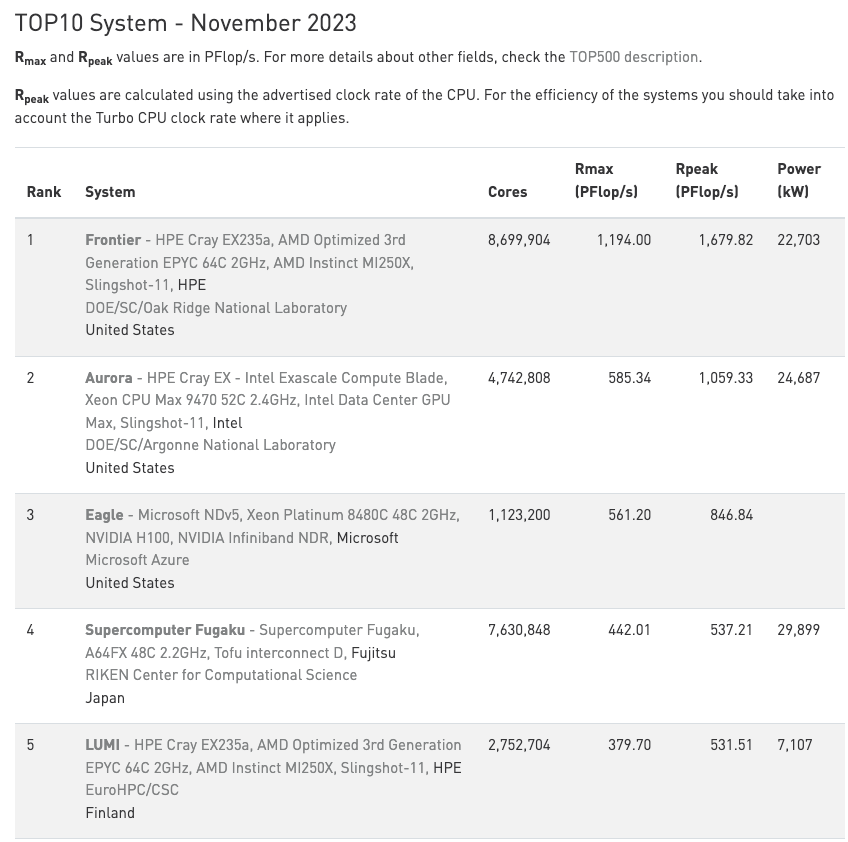 TOP10 System - November 2023
Rmax and Rpeak values are in PFlop/s. For more details about other fields, check the TOP500 description.
Rpeak values are calculated using the advertised clock rate of the CPU. For the efficiency of the systems you should take into
account the Turbo CPU clock rate where it applies.
Rank System Cores Rmax (PFlop/s) Rpeak (PFlop/s) Power (kW)
1 Frontier - HPE Cray EX235a, AMD Optimized 3rd 8,699,904 1,194.00 1,679.82 22,703
Generation EPYC 64C 2GHz, AMD Instinct MI250X,
Slingshot-11, HPE
DOE/SC/Oak Ridge National Laboratory
United States
2 Aurora - HPE Cray EX - Intel Exascale Compute Blade, 4,742,808 585.34 1,059.33 24,687
Xeon CPU Max 9470 52C 2.4GHz, Intel Data Center GPU
Max, Slingshot-11, Intel
DOE/SC/Argonne National Laboratory
United States
3 Eagle - Microsoft NDv5, Xeon Platinum 8480C 48C 2GHz, 1,123,200 561.20 846.84
NVIDIA H100, NVIDIA Infiniband NDR, Microsoft
Microsoft Azure
United States
4 Supercomputer Fugaku - Supercomputer Fugaku, 7,630,848 442.01 537.21 29,899
A64FX 48C 2.2GHz, Tofu interconnect D, Fujitsu
RIKEN Center for Computational Science
Japan
5 LUMI - HPE Cray EX235a, AMD Optimized 3rd Generation 2,752,704 379.70 531.51 7,107
EPYC 64C 2GHz, AMD Instinct MI250X, Slingshot-11, HPE
EuroHPC/CSC
Finland